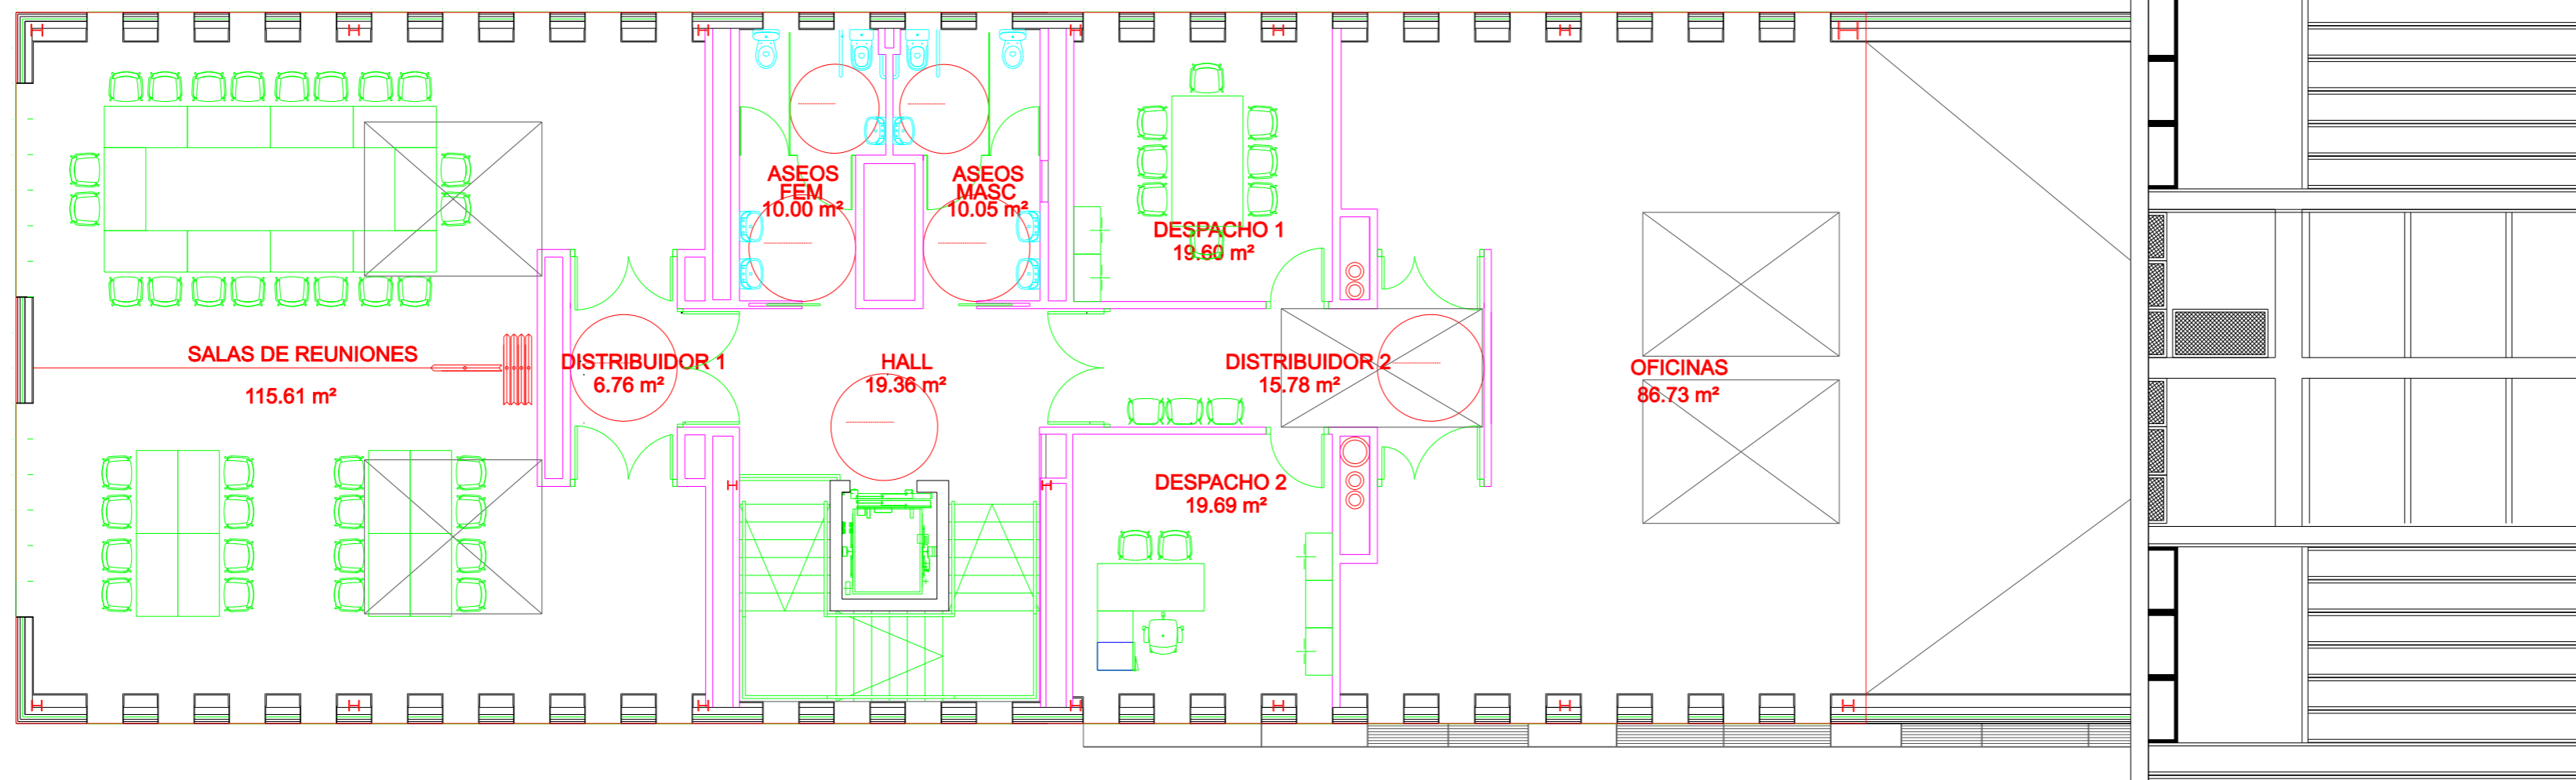 ASEOS
FEM
10.00 m²
ASEOS
MASC
10.05 m²
DESPACHO 1
19.60 m²
SALAS DE REUNIONES
115.61 m²
DISTRIBUIDOR 1
6.76 m²
HALL
19.36 m²
DISTRIBUIDOR 2
15.78 m²
OFICINAS
86.73 m²
DESPACHO 2
19.69 m²